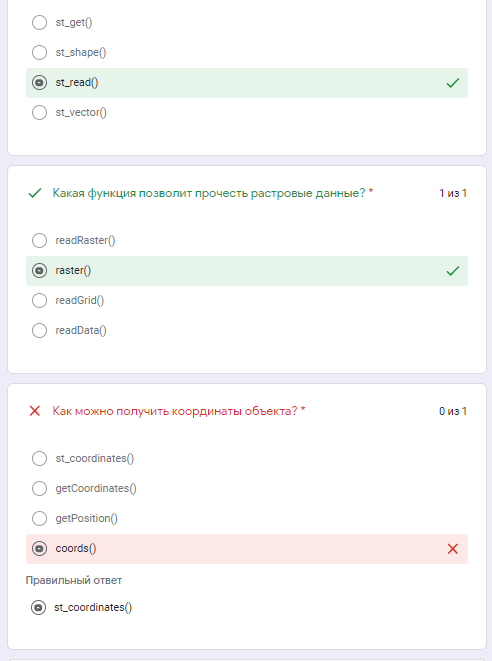 st_get()
st_shape()
st_read()
st_vector()
Какая функция позволит прочесть растровые данные? * 1 из 1
readRaster()
raster()
readGrid()
readData()
Как можно получить координаты объекта? * 0 из 1
st_coordinates()
getCoordinates()
getPosition()
coords()
Правильный ответ
st_coordinates()